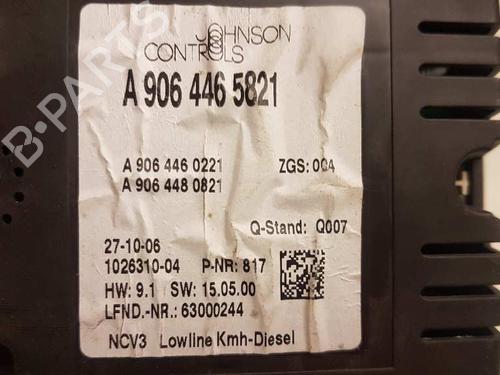 JOHNSON
CONTROLS
A 906 446 5821
A 906 446 0221 ZGS: 004
A 906 448 0821
Q-Stand: Q007
27-10-06
1026310-04 P-NR: 817
HW: 9.1 SW: 15.05.00
LFND.-NR.: 63000244
NCV3 Lowline Kmh-Diesel
B-PARTS